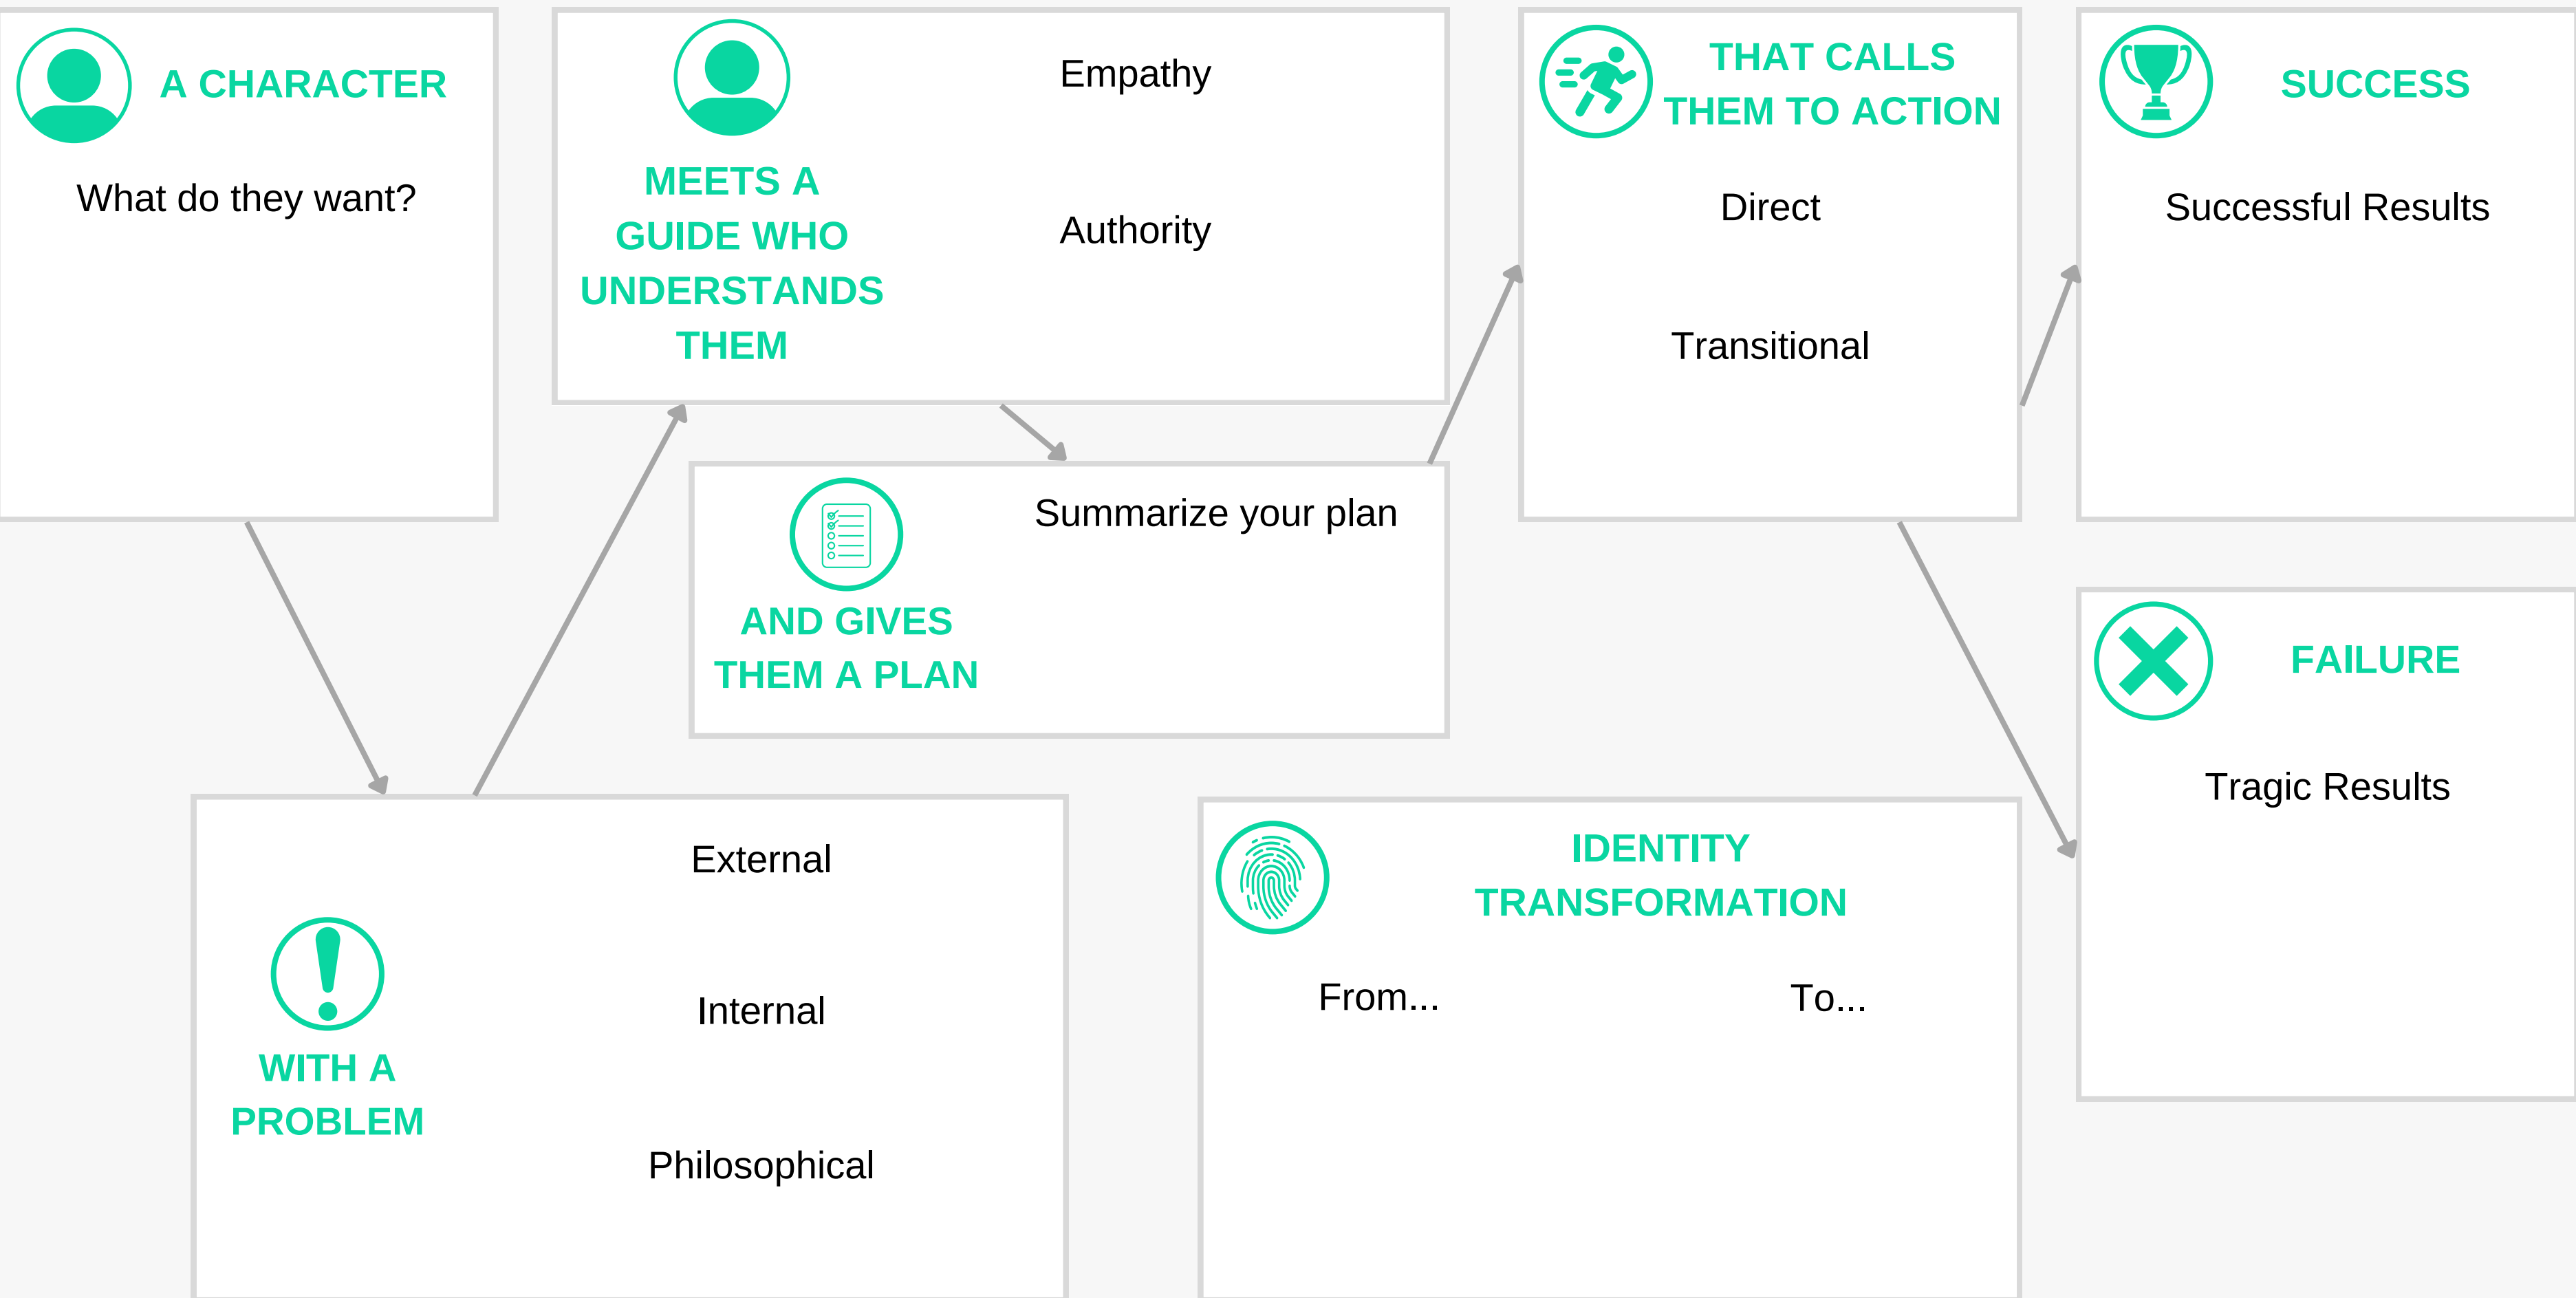 A CHARACTER
What do they want?
WITH A
PROBLEM
External
Internal
Philosophical
MEETS A
GUIDE WHO
UNDERSTANDS
THEM
Empathy
Authority
AND GIVES
THEM A PLAN
Summarize your plan
THAT CALLS
THEM TO ACTION
Direct
Transitional
SUCCESS
Successful Results
FAILURE
Tragic Results
IDENTITY
TRANSFORMATION
From...
To...